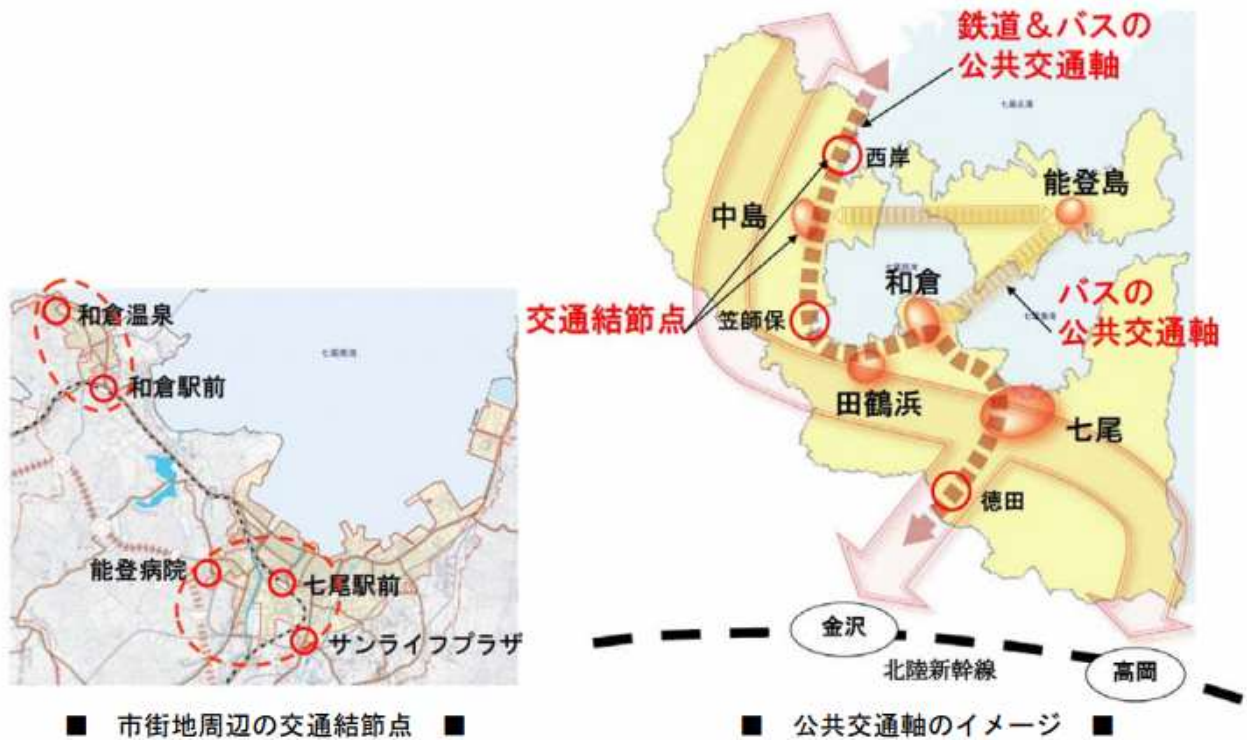 鉄道＆バスの
公共交通軸
西岸
能登島
中島
和倉
バスの
公共交通軸
交通結節点
笠師保
田鶴浜
七尾
徳田
金沢
北陸新幹線
高岡
和倉温泉
和倉駅前
能登病院
七尾駅前
サンライフプラザ
■ 市街地周辺の交通結節点 ■
■ 公共交通軸のイメージ ■